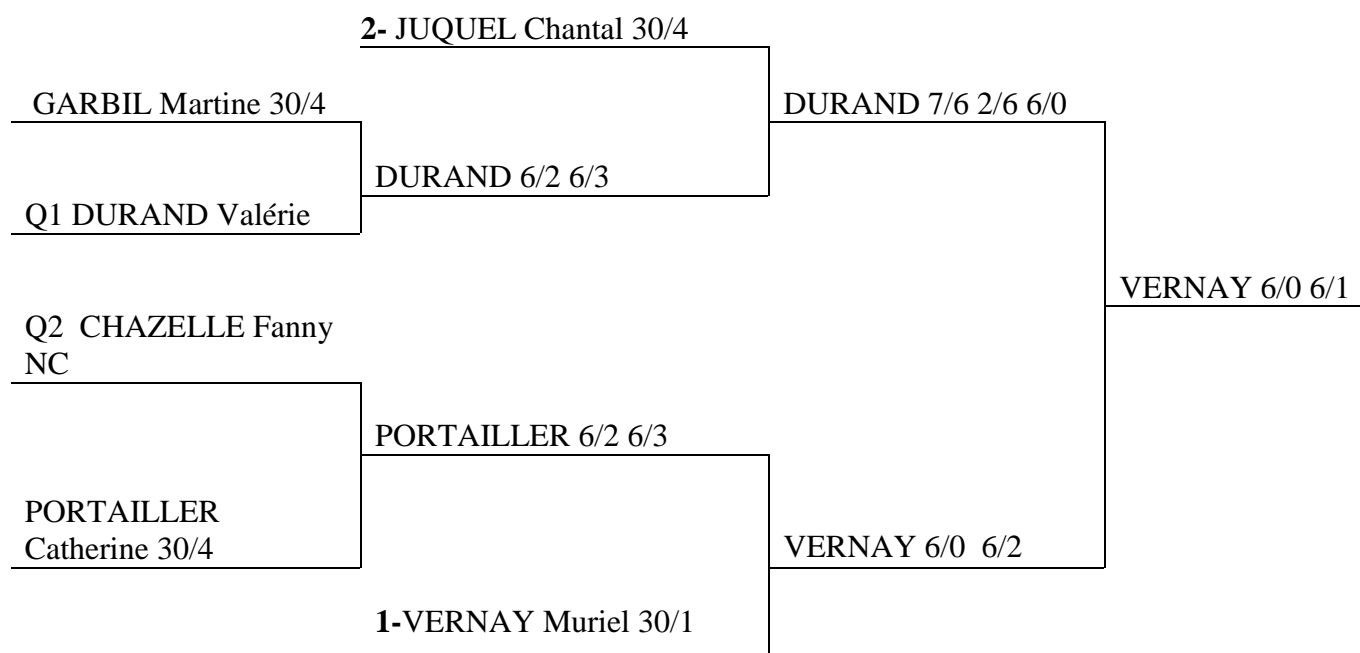 2- JUQUEL Chantal 30/4
GARBIL Martine 30/4
DURAND 7/6 2/6 6/0
DURAND 6/2 6/3
Q1 DURAND Valérie
VERNAY 6/0 6/1
Q2  CHAZELLE Fanny
NC
PORTAILLER 6/2 6/3
PORTAILLER
Catherine 30/4
VERNAY 6/0  6/2
1-VERNAY Muriel 30/1